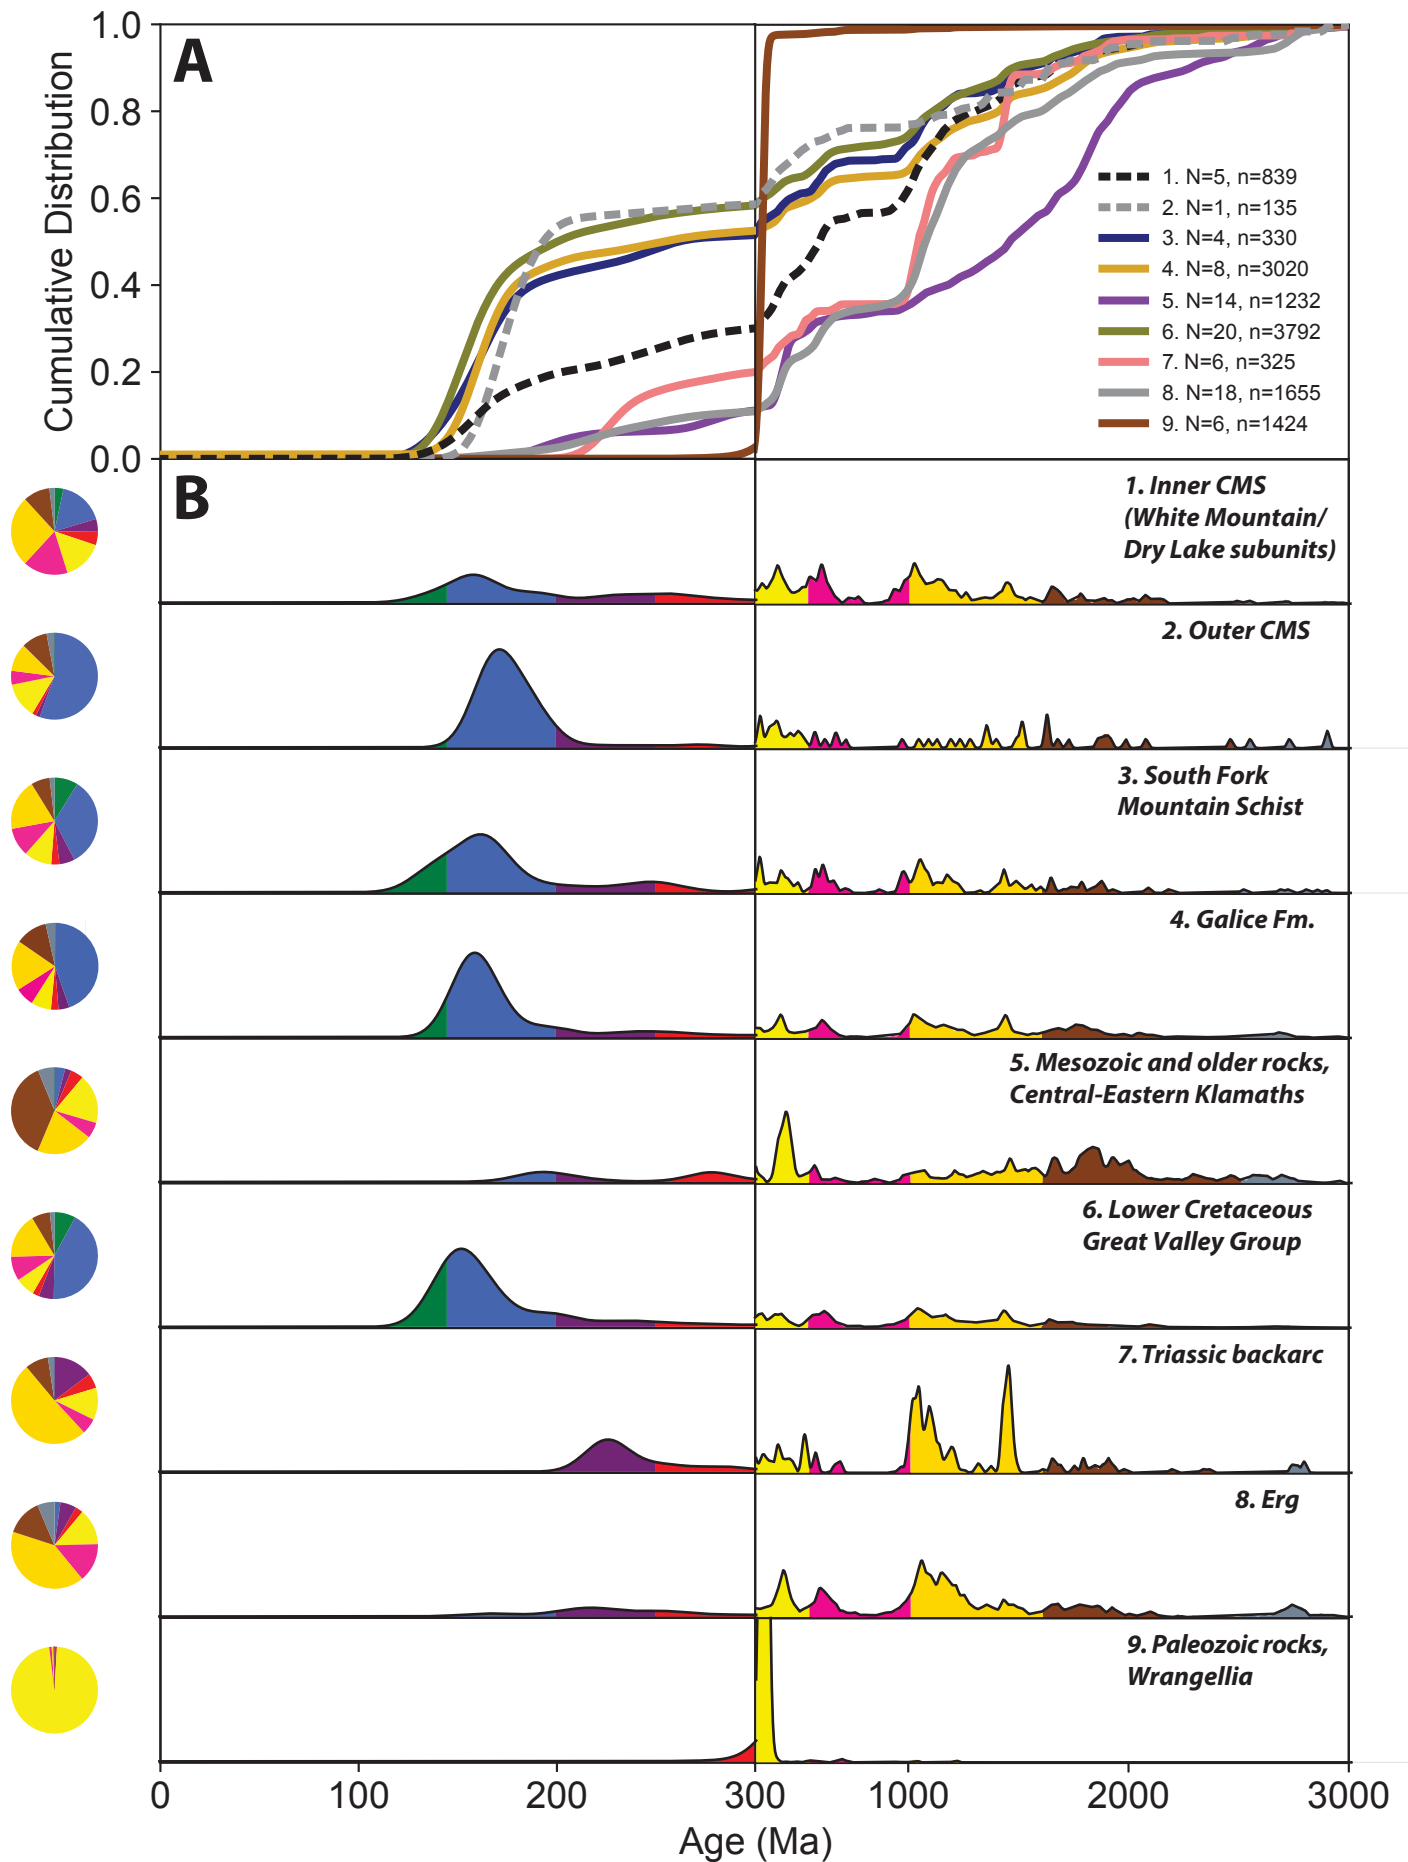 A
Cumulative Distribution
1.0
0.8
0.6
0.4
0.2
0.0
1. N=5, n=839
2. N=1, n=135
3. N=4, n=330
4. N=8, n=3020
5. N=14, n=1232
6. N=20, n=3792
7. N=6, n=325
8. N=18, n=1655
9. N=6, n=1424
B
1. Inner CMS
(White Mountain/
Dry Lake subunits)
2. Outer CMS
3. South Fork
Mountain Schist
4. Galice Fm.
5. Mesozoic and older rocks,
Central-Eastern Klamaths
6. Lower Cretaceous
Great Valley Group
7. Triassic backarc
8. Erg
9. Paleozoic rocks,
Wrangellia
0 100 200 300 1000 2000 3000
Age (Ma)